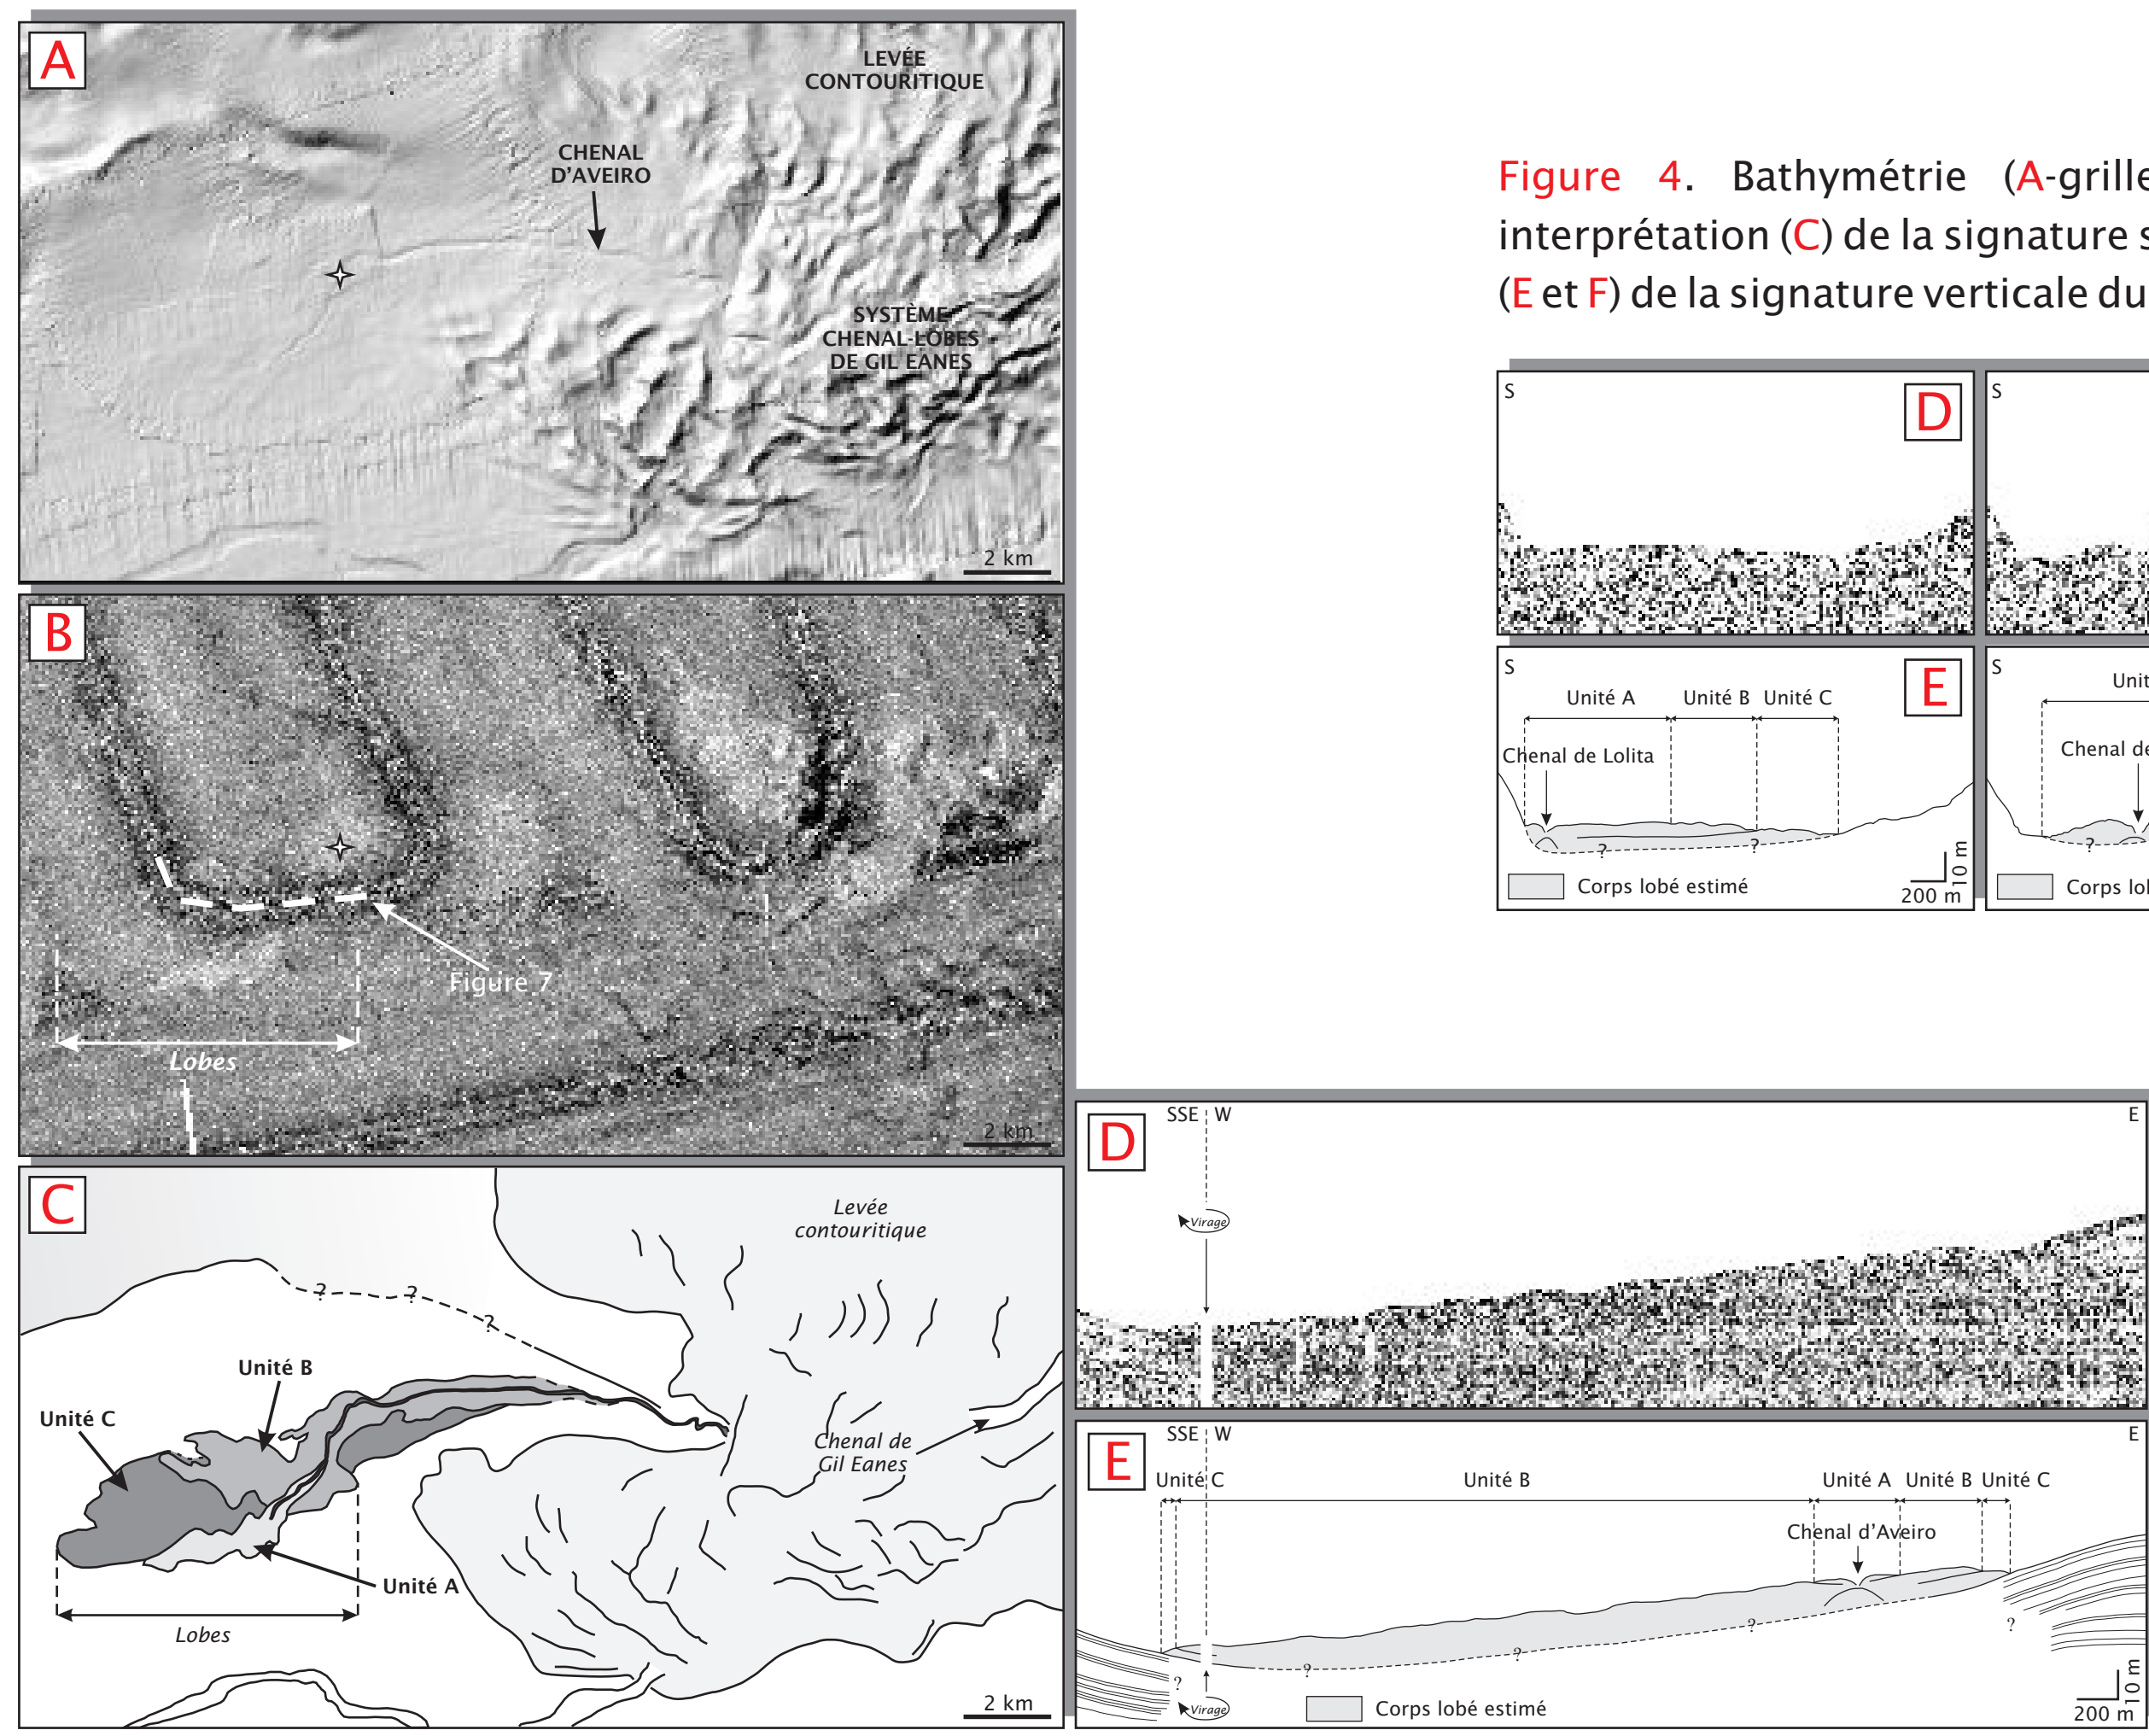 A
LEVÉE
CONTOURITIQUE
CHENAL
D'AVEIRO
SYSTÈME
CHENAL-LOBES
DE GIL EANES
2 km
B
Figure 7
Lobes
2 km
C
Levée
contouritique
? ? ?
Unité B
Unité C
Chenal de
Gil Eanes
Unité A
Lobes
2 km
Figure 4. Bathymétrie (A-grille
interprétation (C) de la signature s
(E et F) de la signature verticale du
S
D
S
S
E
Unité A Unité B Unité C
Chenal de Lolita
? ?
Corps lobé estimé
10 m
200 m
S
Unit
Chenal de
?
Corps lob
D
SSE W
E
Virage
E
SSE W
E
Unité C
Unité B
Unité A Unité B Unité C
Chenal d'Aveiro
? ? ? ? ?
Virage
Corps lobé estimé
10 m
200 m